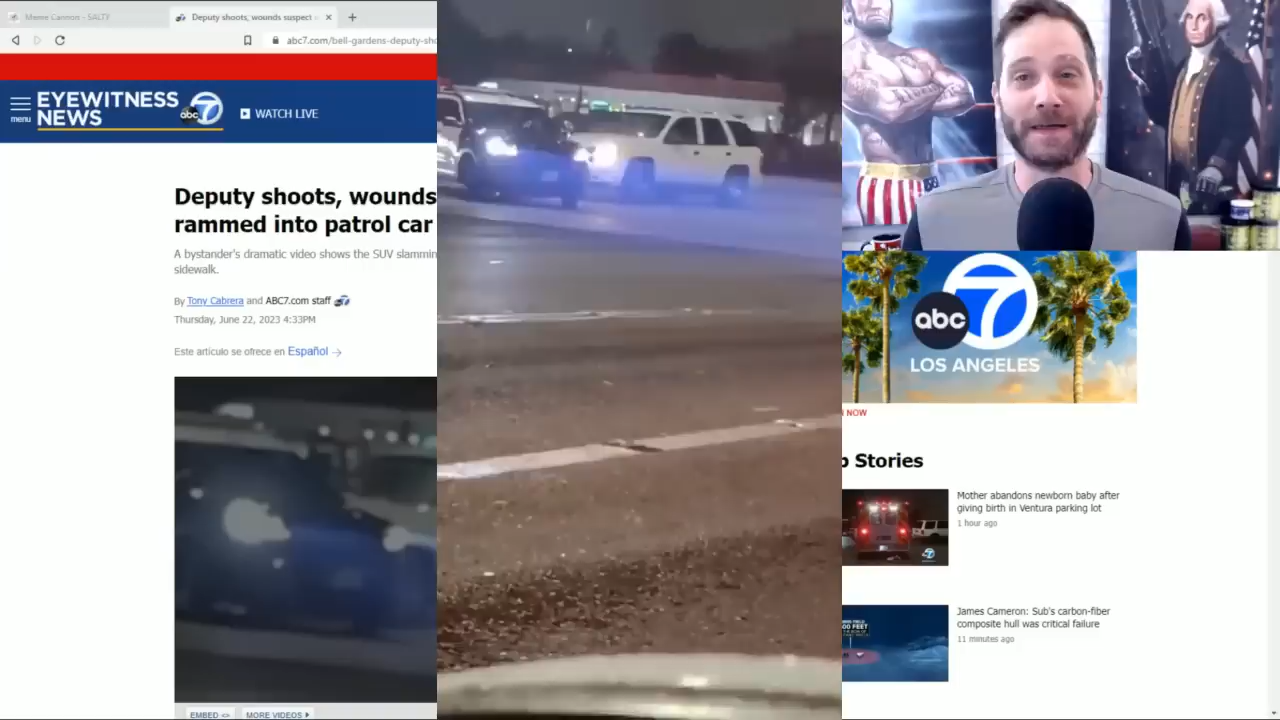 Meme Cannon - SALTY
Deputy shoots, wounds suspect
abc7.com/bell-gardens-deputy-sho
menu
EYEWITNESS
NEWS
abc 7
WATCH LIVE
Deputy shoots, wounds
rammed into patrol car
A bystander's dramatic video shows the SUV slammin
sidewalk.
By Tony Cabrera and ABC7.com staff
Thursday, June 22, 2023 4:33PM
Este artículo se ofrece en Español
EMBED <>
MORE VIDEOS
abc 7
LOS ANGELES
NOW
Stories
Mother abandons newborn baby after
giving birth in Ventura parking lot
1 hour ago
James Cameron: Sub's carbon-fiber
composite hull was critical failure
11 minutes ago